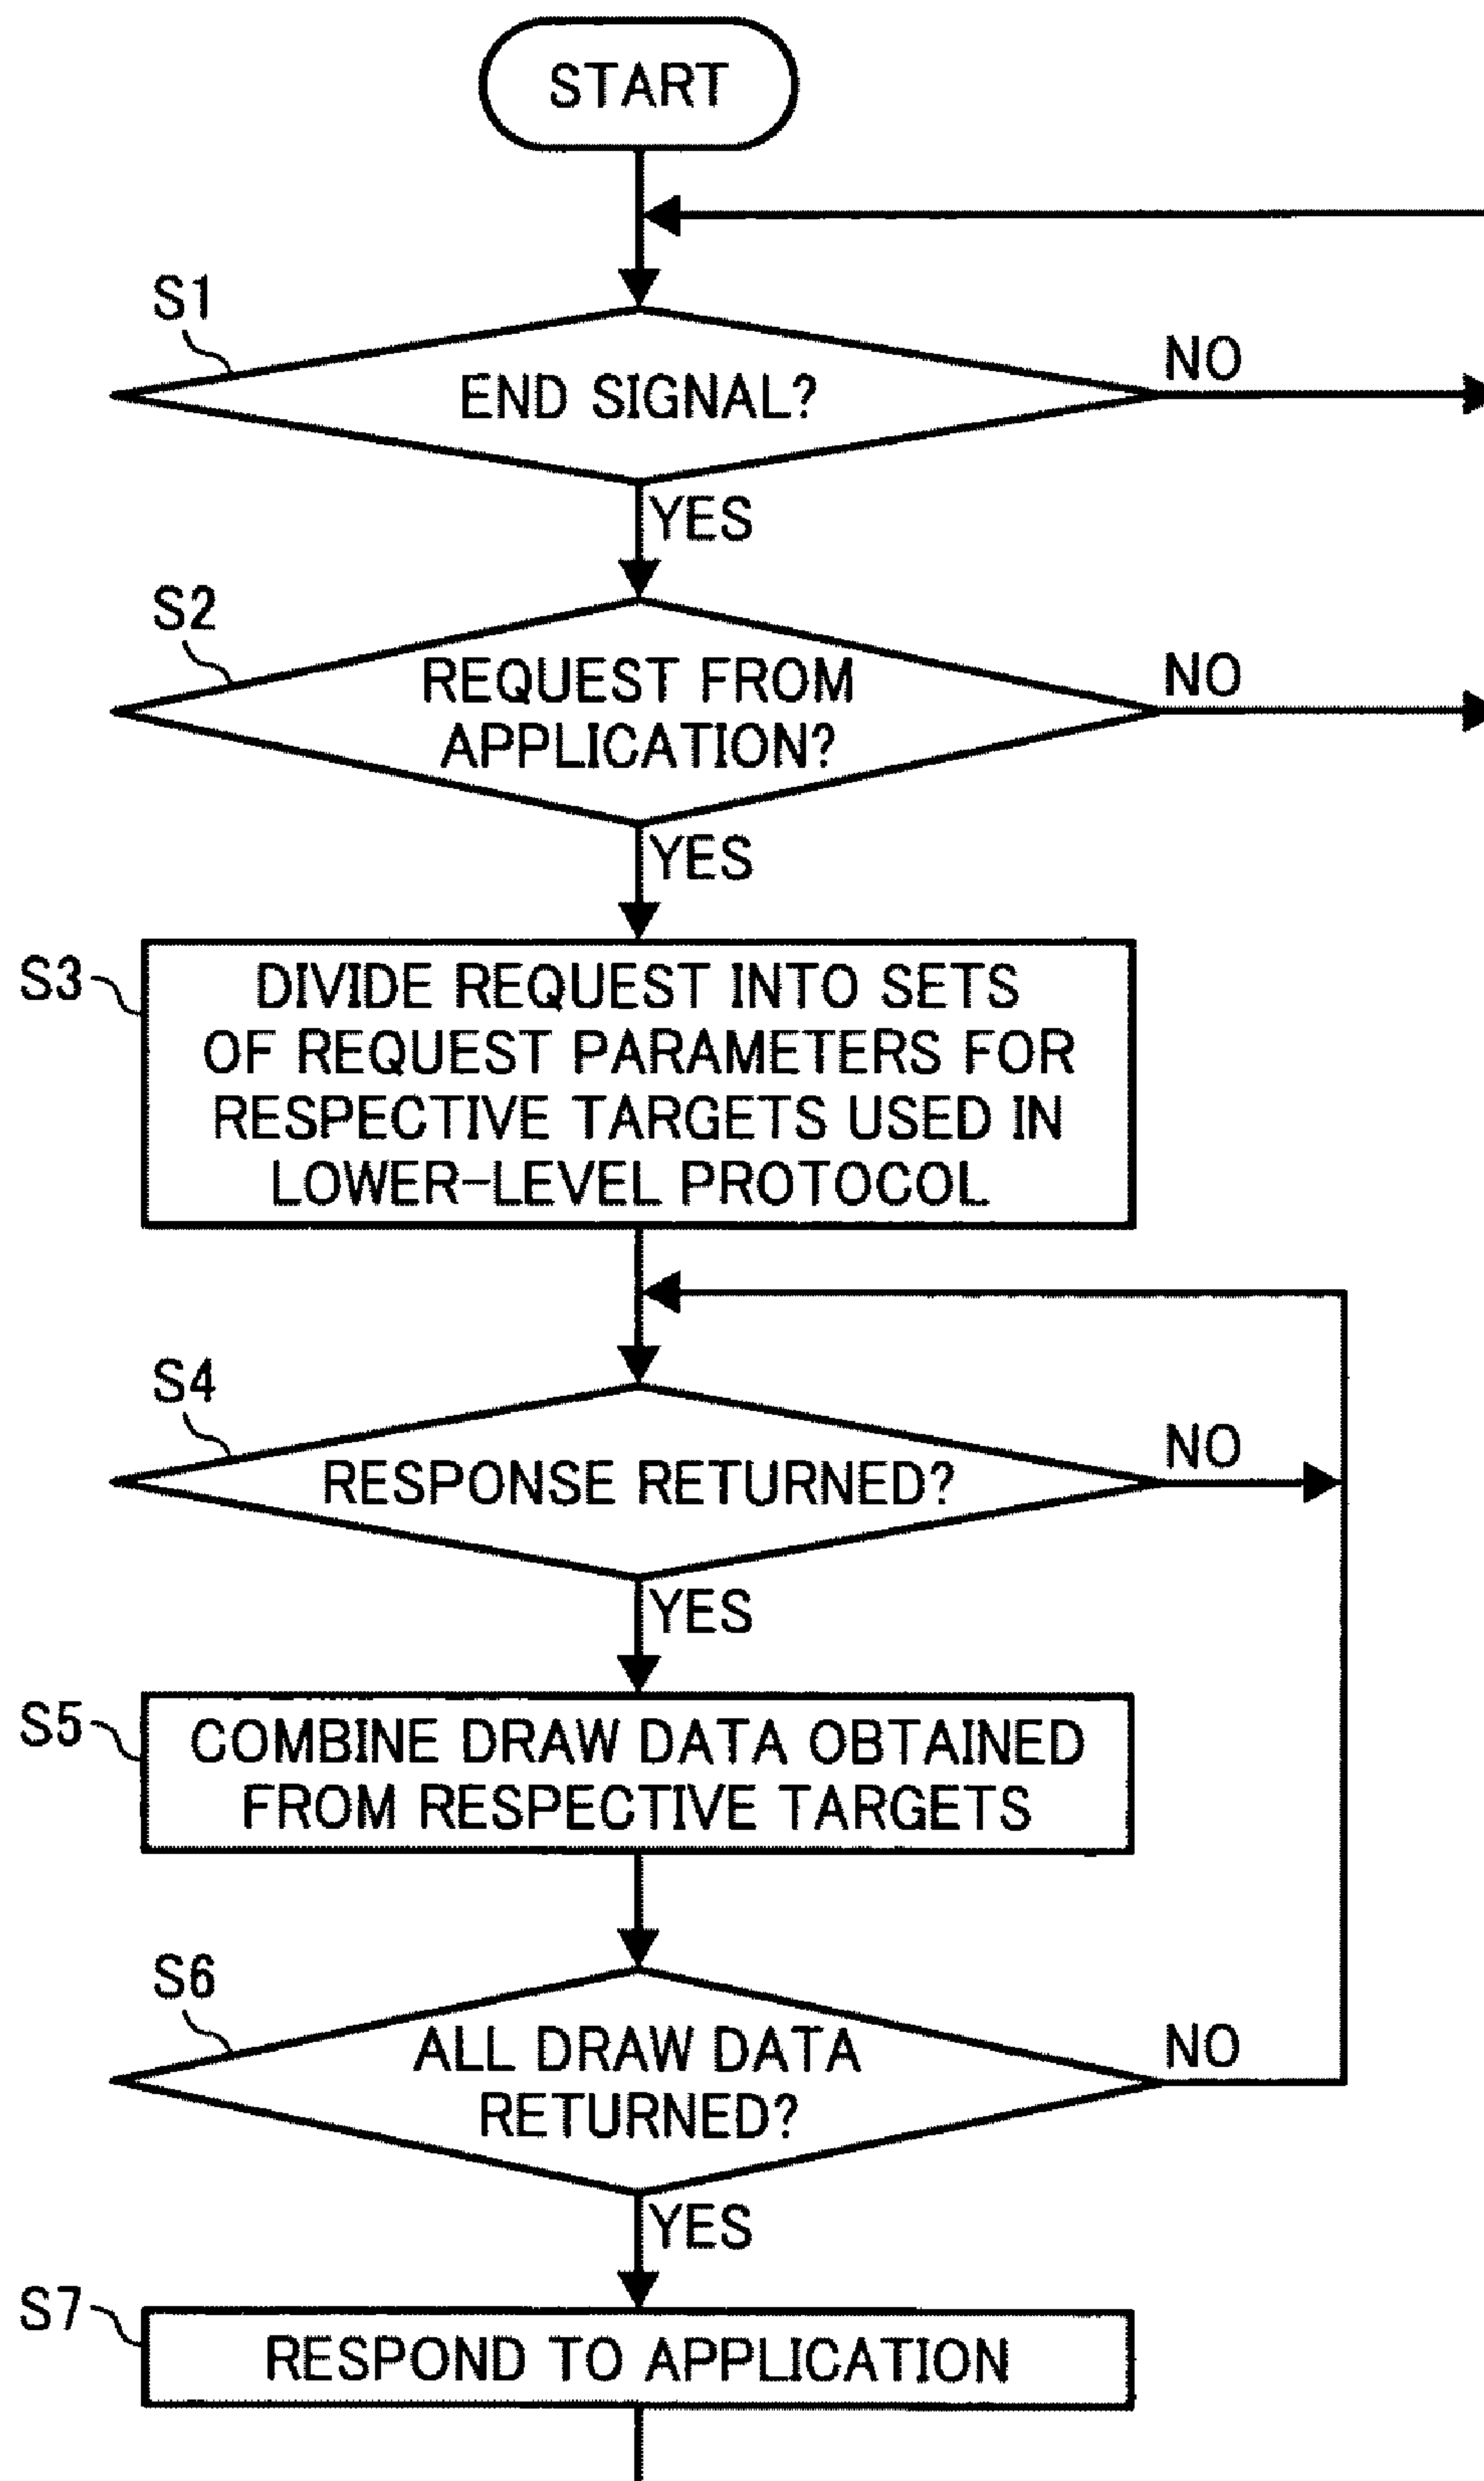 START
S1
END SIGNAL?
NO
YES
S2
REQUEST FROM
APPLICATION?
NO
YES
S3
DIVIDE REQUEST INTO SETS
OF REQUEST PARAMETERS FOR
RESPECTIVE TARGETS USED IN
LOWER-LEVEL PROTOCOL
S4
RESPONSE RETURNED?
NO
YES
S5
COMBINE DRAW DATA OBTAINED
FROM RESPECTIVE TARGETS
S6
ALL DRAW DATA
RETURNED?
NO
YES
S7
RESPOND TO APPLICATION